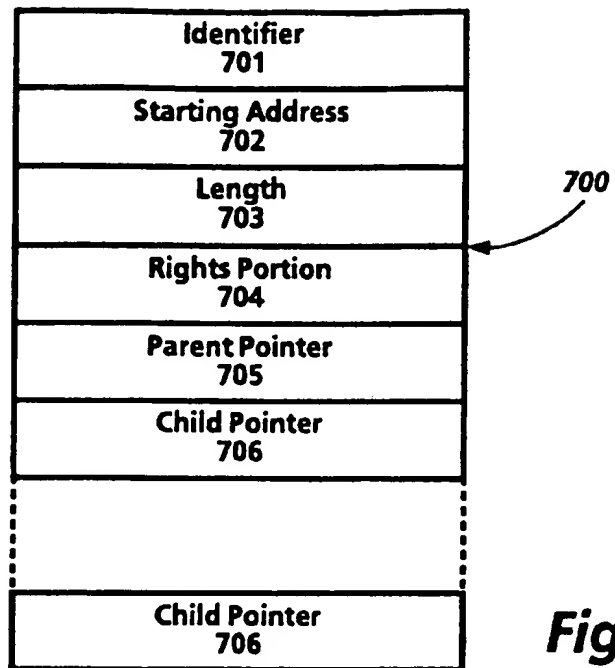 Identifier
701
Starting Address
702
Length
703
700
Rights Portion
704
Parent Pointer
705
Child Pointer
706
Child Pointer
706
Fig